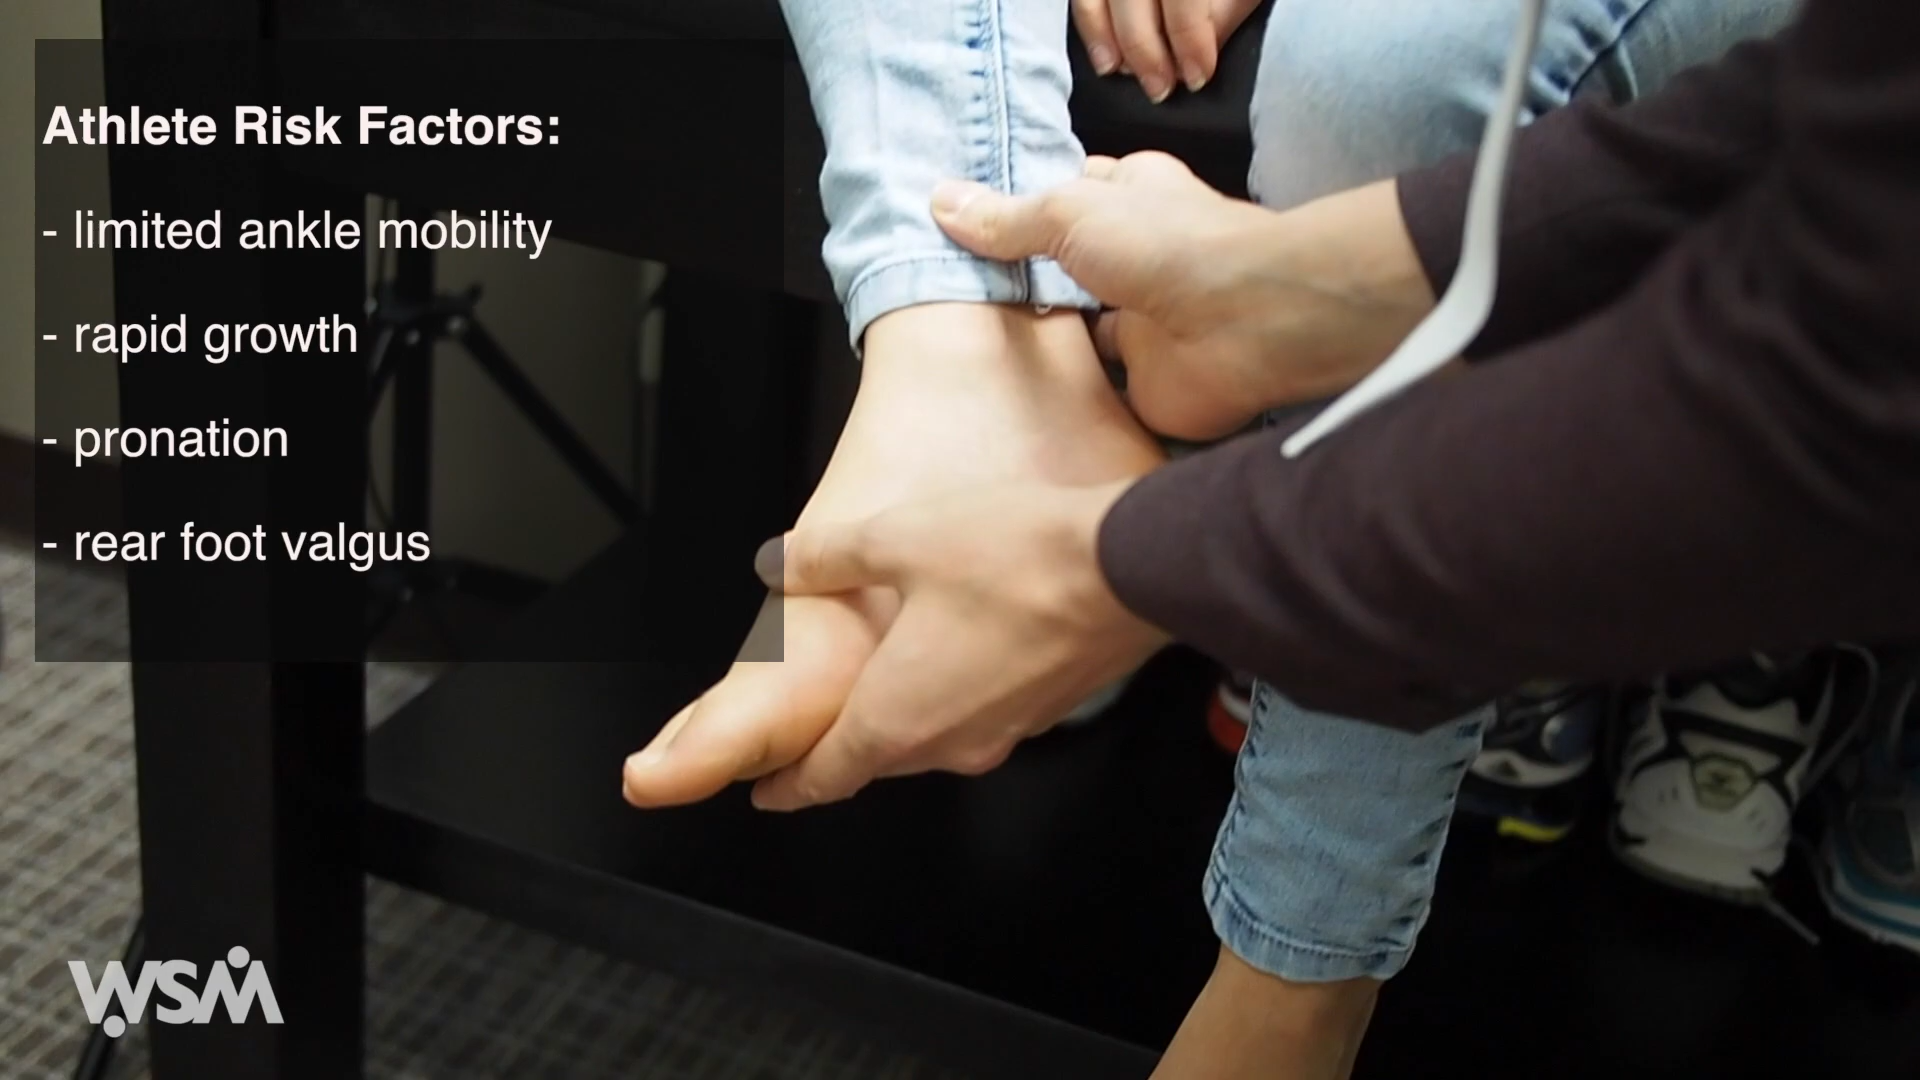 Athlete Risk Factors:
- limited ankle mobility
- rapid growth
- pronation
- rear foot valgus
WSM